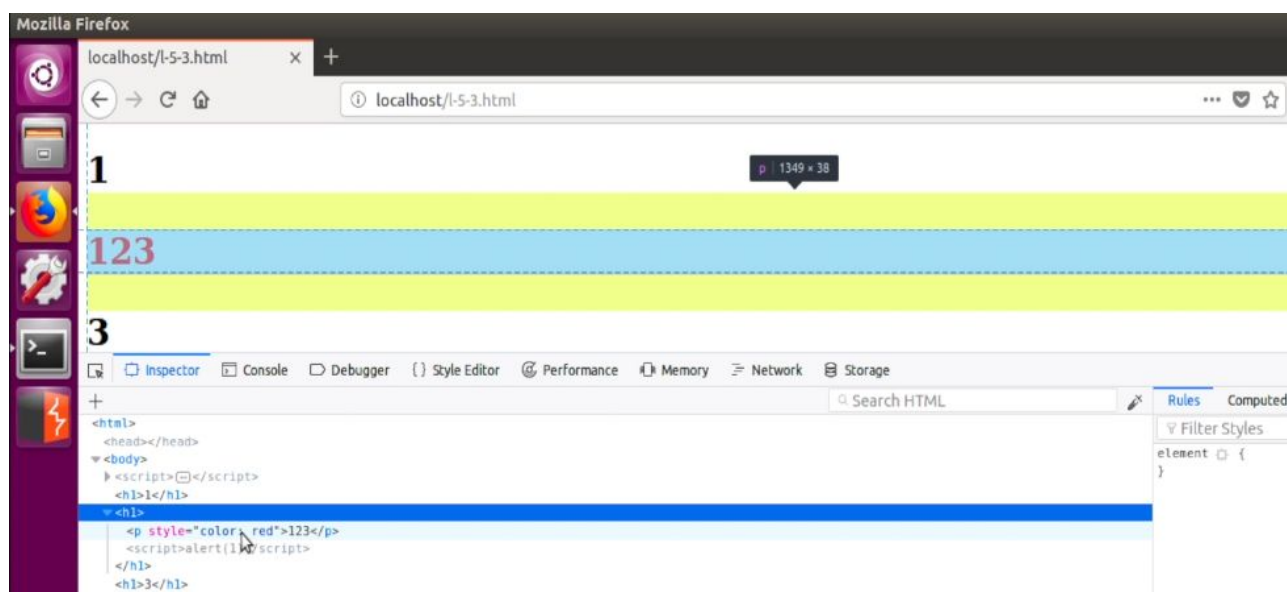 Mozilla Firefox
localhost/l-5-3.html × +
localhost/l-5-3.html
1
p 1349 × 38
123
3
Inspector Console Debugger {} Style Editor Performance Memory Network Storage
+ Search HTML Rules Computed
Filter Styles
<html>
<head></head>
<body>
<script></script>
<h1>1</h1>
<h1>
<p style="color: red">123</p>
<script>alert(1)</script>
</h1>
<h1>3</h1>
element {
}